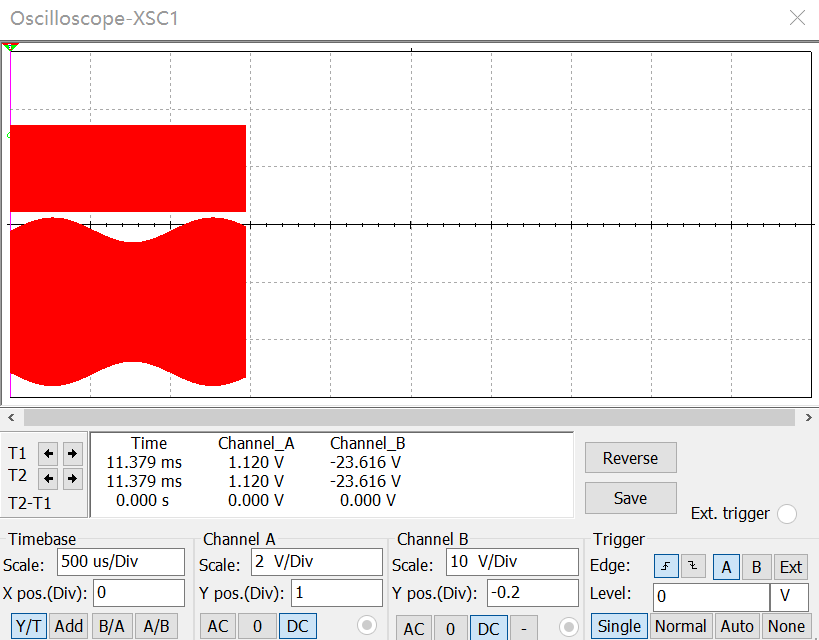 Oscilloscope-XSC1
Time Channel_A Channel_B
T1 11.379 ms 1.120 V -23.616 V
T2 11.379 ms 1.120 V -23.616 V
T2-T1 0.000 s 0.000 V 0.000 V
Reverse
Save
Ext. trigger
Timebase
Scale: 500 us/Div
X pos.(Div): 0
Y/T Add B/A A/B
Channel A
Scale: 2 V/Div
Y pos.(Div): 1
AC 0 DC
Channel B
Scale: 10 V/Div
Y pos.(Div): -0.2
AC 0 DC -
Trigger
Edge: A B Ext
Level: 0 V
Single Normal Auto None